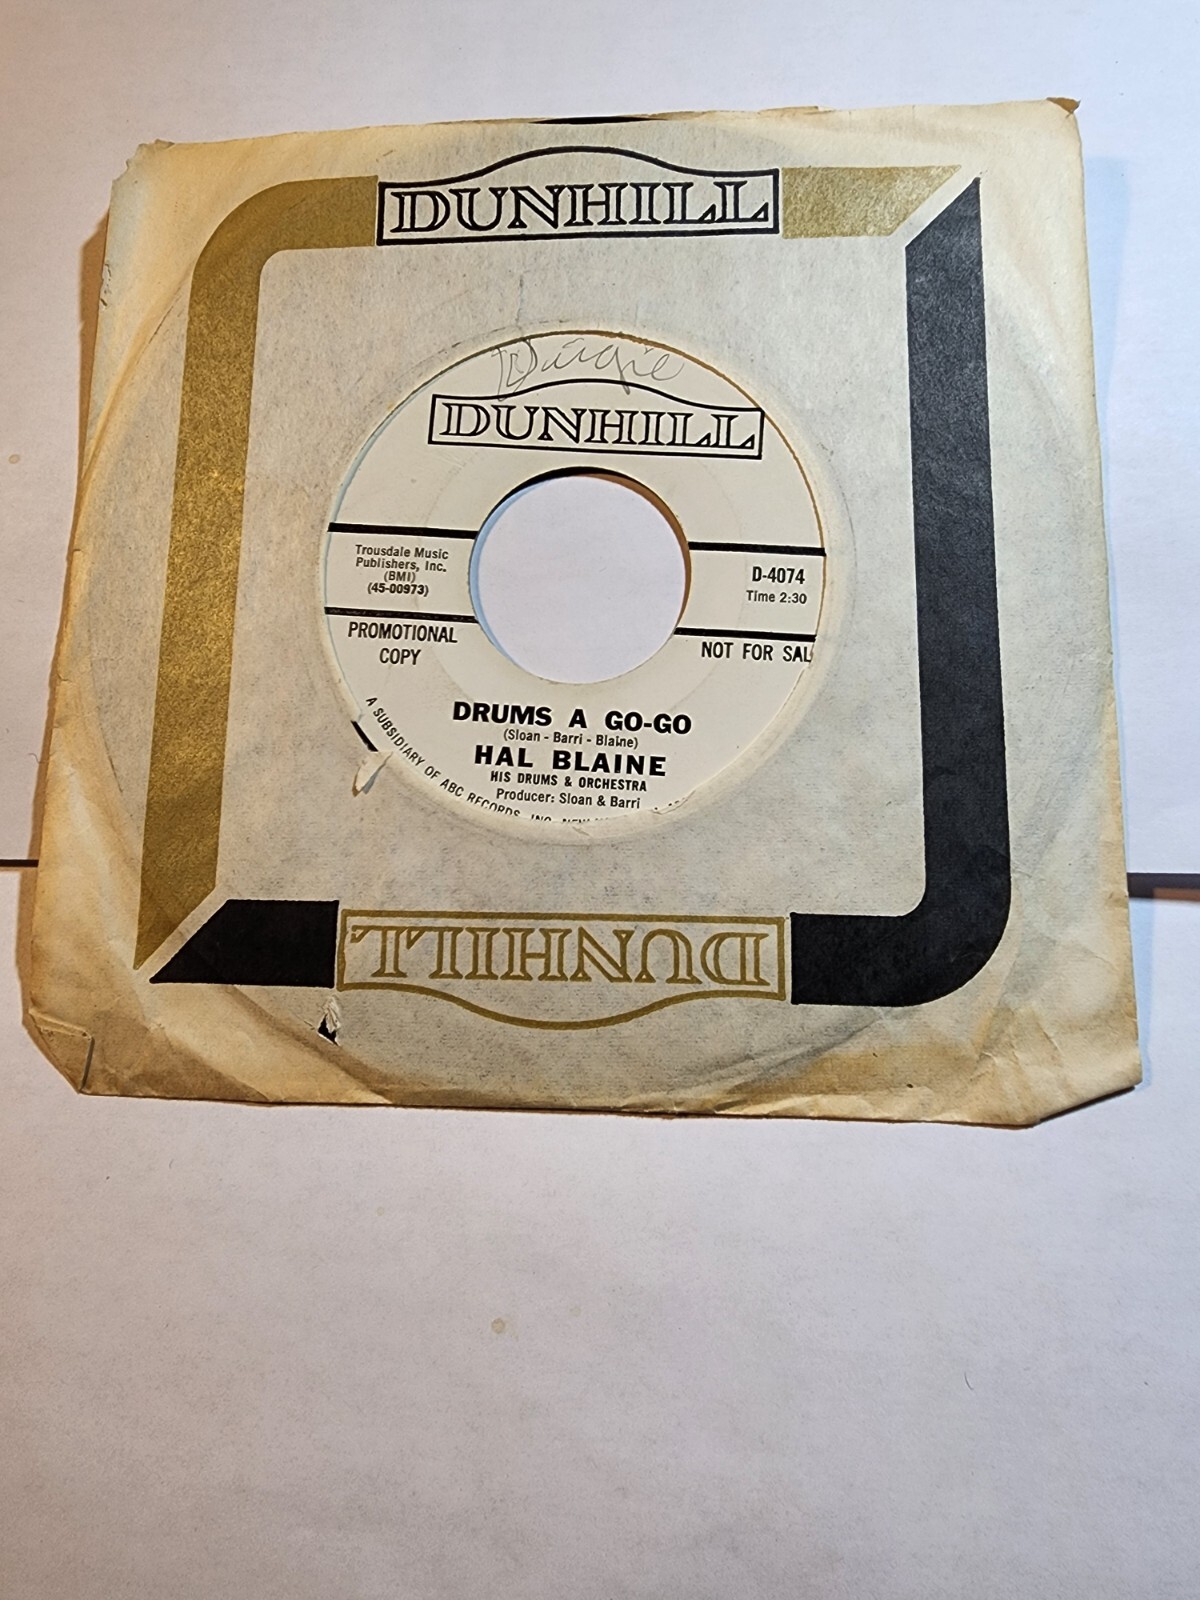 DUNHILL
DUNHILL
Trousdale Music
Publishers, Inc.
(BMI)
(45-00973)
D-4074
Time 2:30
PROMOTIONAL
COPY
NOT FOR SAL
DRUMS A GO-GO
(Sloan - Barri - Blaine)
HAL BLAINE
HIS DRUMS & ORCHESTRA
Producer: Sloan & Barri
A SUBSIDIARY OF ABC RECORDS, INC.
DUNHILL